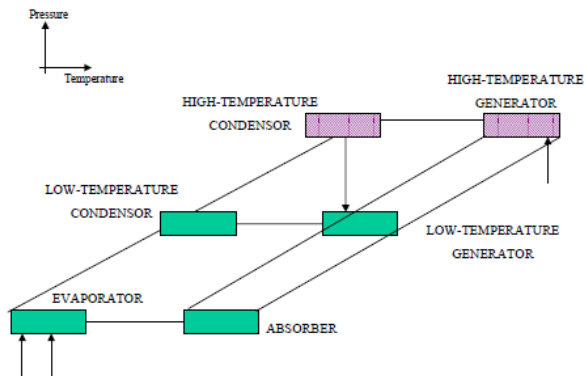 Pressure
Temperature
HIGH-TEMPERATURE
CONDENSOR
HIGH-TEMPERATURE
GENERATOR
LOW-TEMPERATURE
CONDENSOR
LOW-TEMPERATURE
GENERATOR
EVAPORATOR
ABSORBER